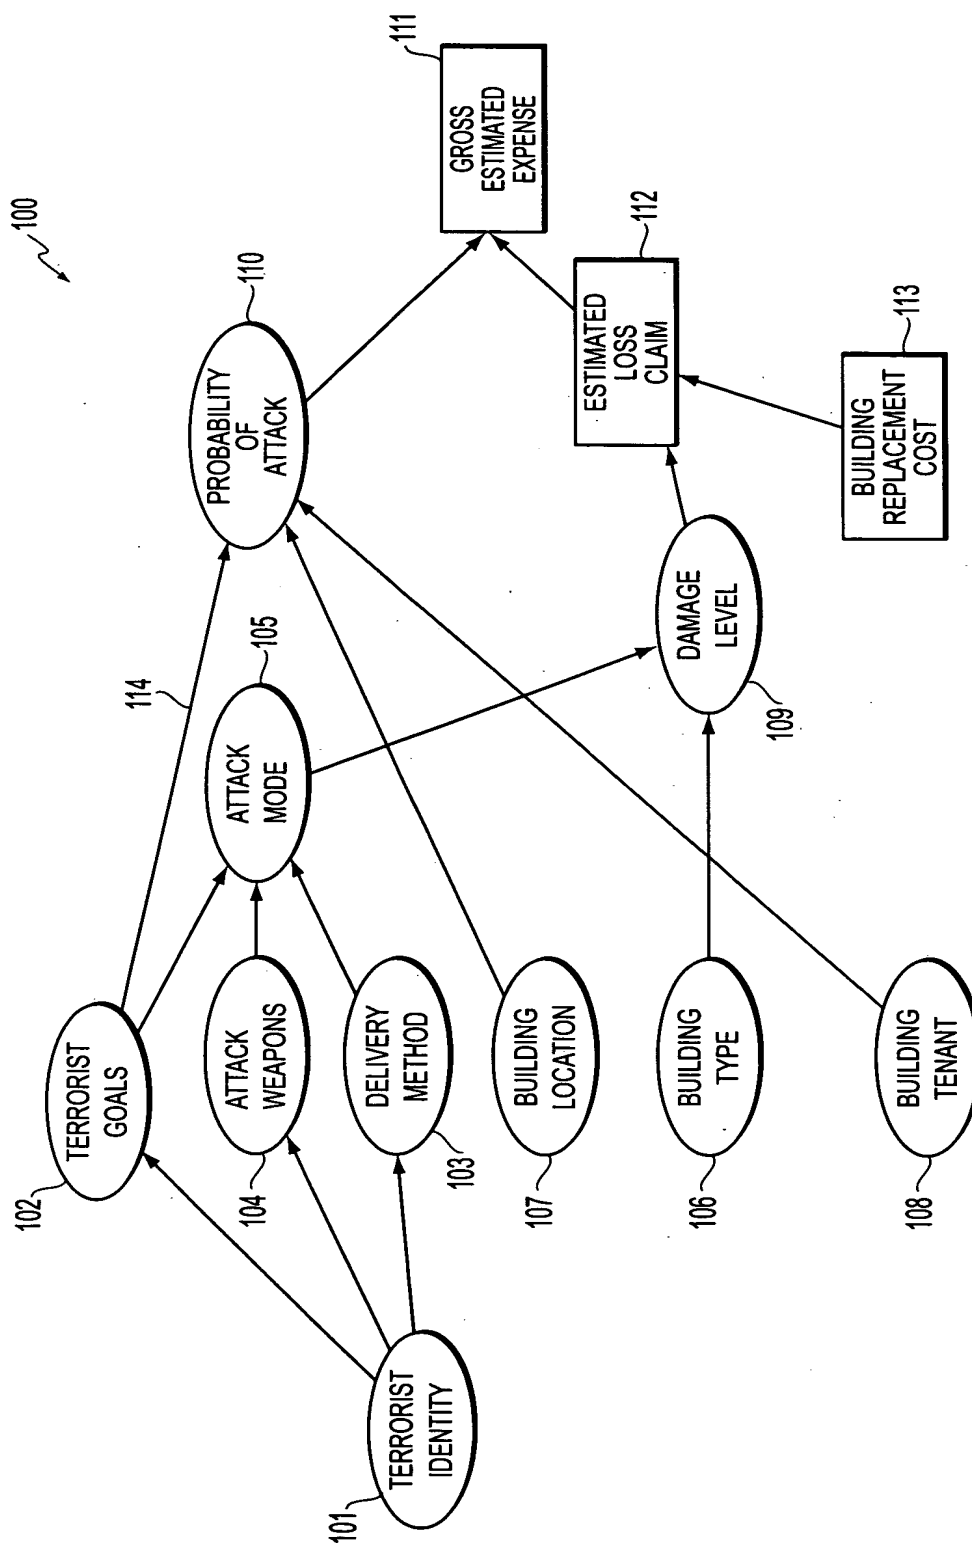 100
TERRORIST
GOALS
102
114
PROBABILITY
OF
ATTACK
110
ATTACK
MODE
105
ATTACK
WEAPONS
104
DELIVERY
METHOD
103
TERRORIST
IDENTITY
101
BUILDING
LOCATION
107
GROSS
ESTIMATED
EXPENSE
111
ESTIMATED
LOSS
CLAIM
112
BUILDING
TYPE
106
DAMAGE
LEVEL
109
BUILDING
REPLACEMENT
COST
113
BUILDING
TENANT
108